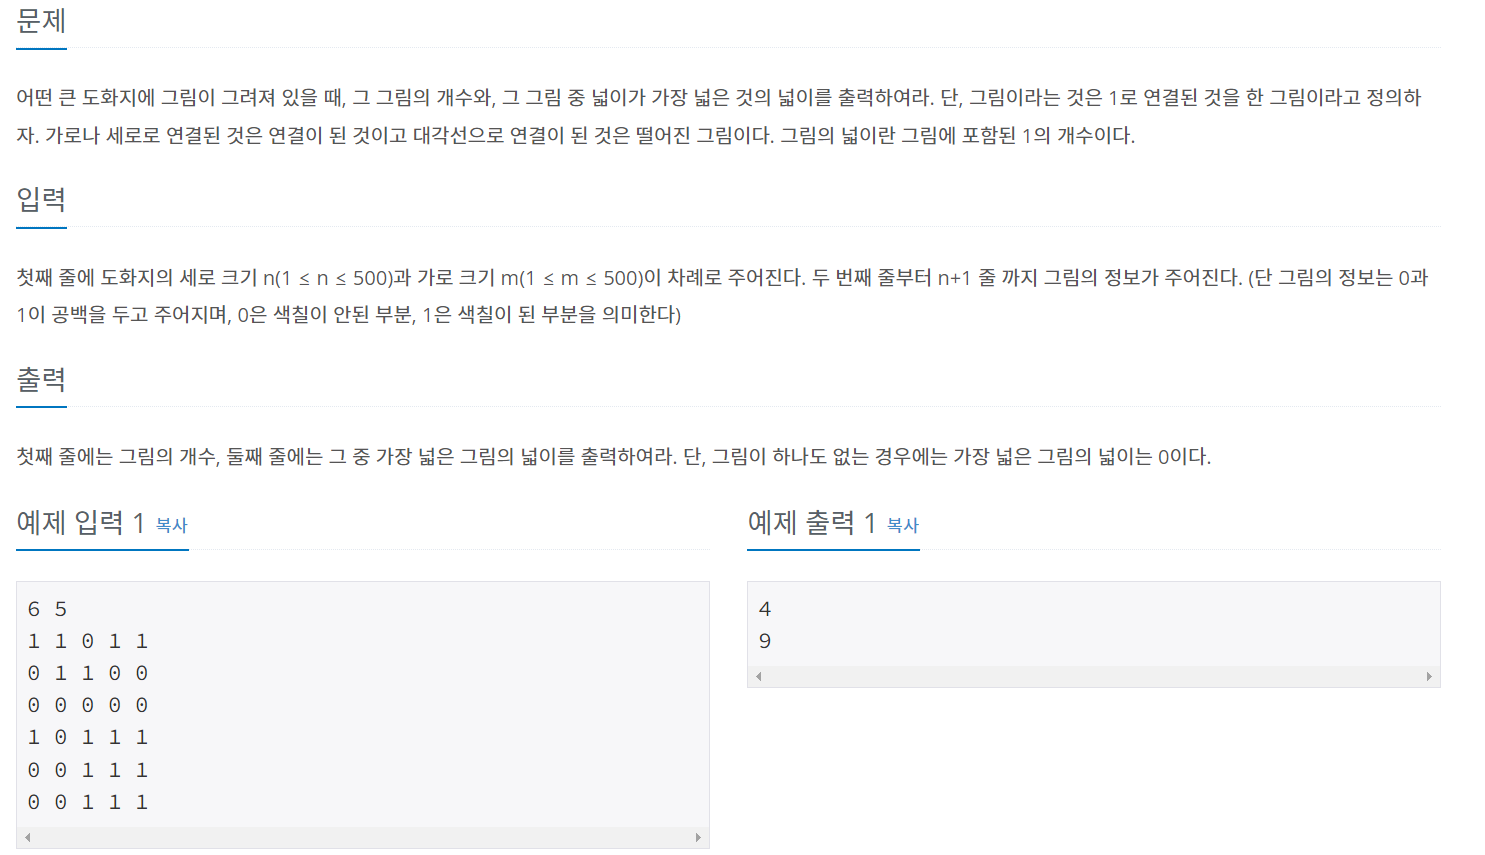 문제
어떤 큰 도화지에 그림이 그려져 있을 때, 그 그림의 개수와, 그 그림 중 넓이가 가장 넓은 것의 넓이를 출력하여라. 단, 그림이라는 것은 1로 연결된 것을 한 그림이라고 정의하
자. 가로나 세로로 연결된 것은 연결이 된 것이고 대각선으로 연결이 된 것은 떨어진 그림이다. 그림의 넓이란 그림에 포함된 1의 개수이다.
입력
첫째 줄에 도화지의 세로 크기 n(1 ≤ n ≤ 500)과 가로 크기 m(1 ≤ m ≤ 500)이 차례로 주어진다. 두 번째 줄부터 n+1 줄 까지 그림의 정보가 주어진다. (단 그림의 정보는 0과
1이 공백을 두고 주어지며, 0은 색칠이 안된 부분, 1은 색칠이 된 부분을 의미한다)
출력
첫째 줄에는 그림의 개수, 둘째 줄에는 그 중 가장 넓은 그림의 넓이를 출력하여라. 단, 그림이 하나도 없는 경우에는 가장 넓은 그림의 넓이는 0이다.
예제 입력 1 복사
6 5
1 1 0 1 1
0 1 1 0 0
0 0 0 0 0
1 0 1 1 1
0 0 1 1 1
0 0 1 1 1
예제 출력 1 복사
4
9